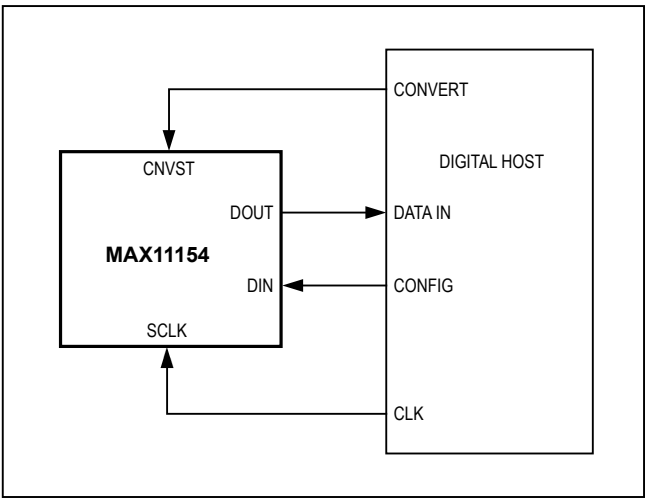 CONVERT
DIGITAL HOST
CNVST
DOUT
DATA IN
MAX11154
DIN
CONFIG
SCLK
CLK